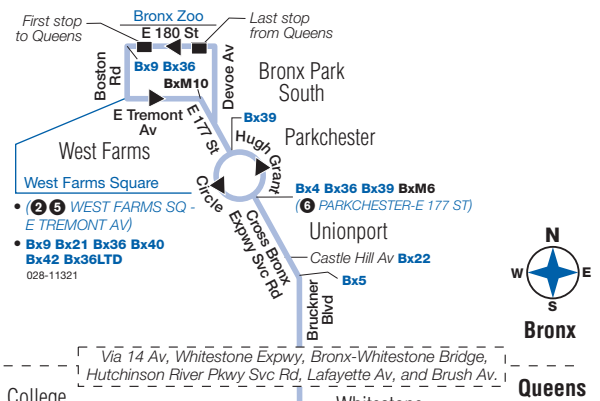 First stop
to Queens
Bronx Zoo
E 180 St
Last stop
from Queens
Boston
Rd
Bx9 Bx36
BxM10
Devoe Av
Bronx Park
South
E Tremont
Av
E 177 St
Bx39
Hugh Grant
Circle
Parkchester
West Farms
West Farms Square
• (2 5 WEST FARMS SQ -
E TREMONT AV)
• Bx9 Bx21 Bx36 Bx40
Bx42 Bx36LTD
028-11321
Bx4 Bx36 Bx39 BxM6
(6 PARKCHESTER-E 177 ST)
Cross Bronx
Expwy Svc Rd
Unionport
Castle Hill Av Bx22
Bx5
Bruckner
Blvd
N
W E
S
Bronx
Via 14 Av, Whitestone Expwy, Bronx-Whitestone Bridge,
Hutchinson River Pkwy Svc Rd, Lafayette Av, and Brush Av.
Queens
College
Whitestone